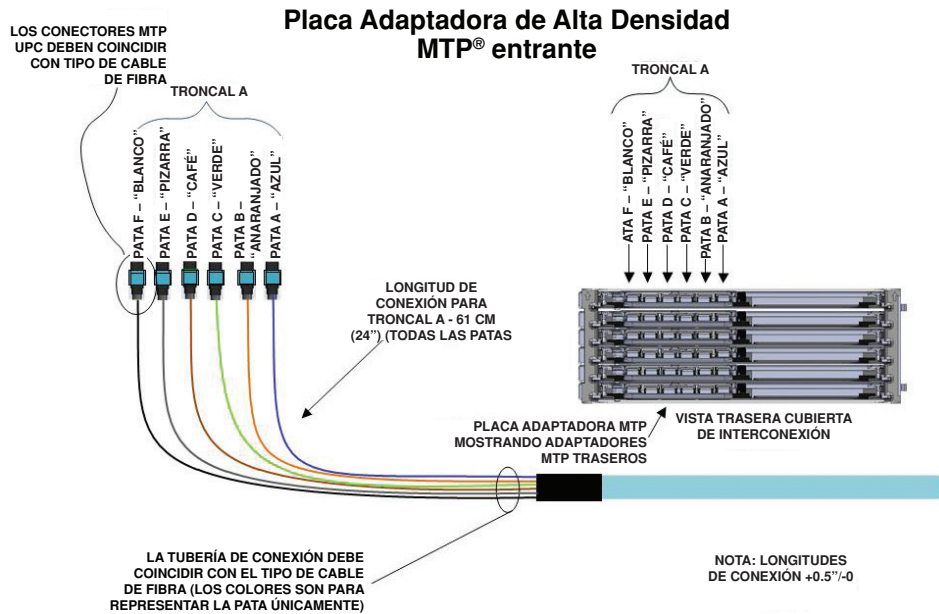 Placa Adaptadora de Alta Densidad
MTP® entrante
LOS CONECTORES MTP
UPC DEBEN COINCIDIR
CON TIPO DE CABLE
DE FIBRA
TRONCAL A
PATA F – “BLANCO”
PATA E – “PIZARRA”
PATA D – “CAFÉ”
PATA C – “VERDE”
PATA B –
“ANARANJADO”
PATA A – “AZUL”
TRONCAL A
ATA F – “BLANCO”
PATA E – “PIZARRA”
PATA D – “CAFÉ”
PATA C – “VERDE”
PATA B – “ANARANJADO”
PATA A – “AZUL”
LONGITUD DE
CONEXIÓN PARA
TRONCAL A - 61 CM
(24”) (TODAS LAS PATAS
PLACA ADAPTADORA MTP
MOSTRANDO ADAPTADORES
MTP TRASEROS
VISTA TRASERA CUBIERTA
DE INTERCONEXIÓN
LA TUBERÍA DE CONEXIÓN DEBE
COINCIDIR CON EL TIPO DE CABLE
DE FIBRA (LOS COLORES SON PARA
REPRESENTAR LA PATA ÚNICAMENTE)
NOTA: LONGITUDES
DE CONEXIÓN +0.5”/-0